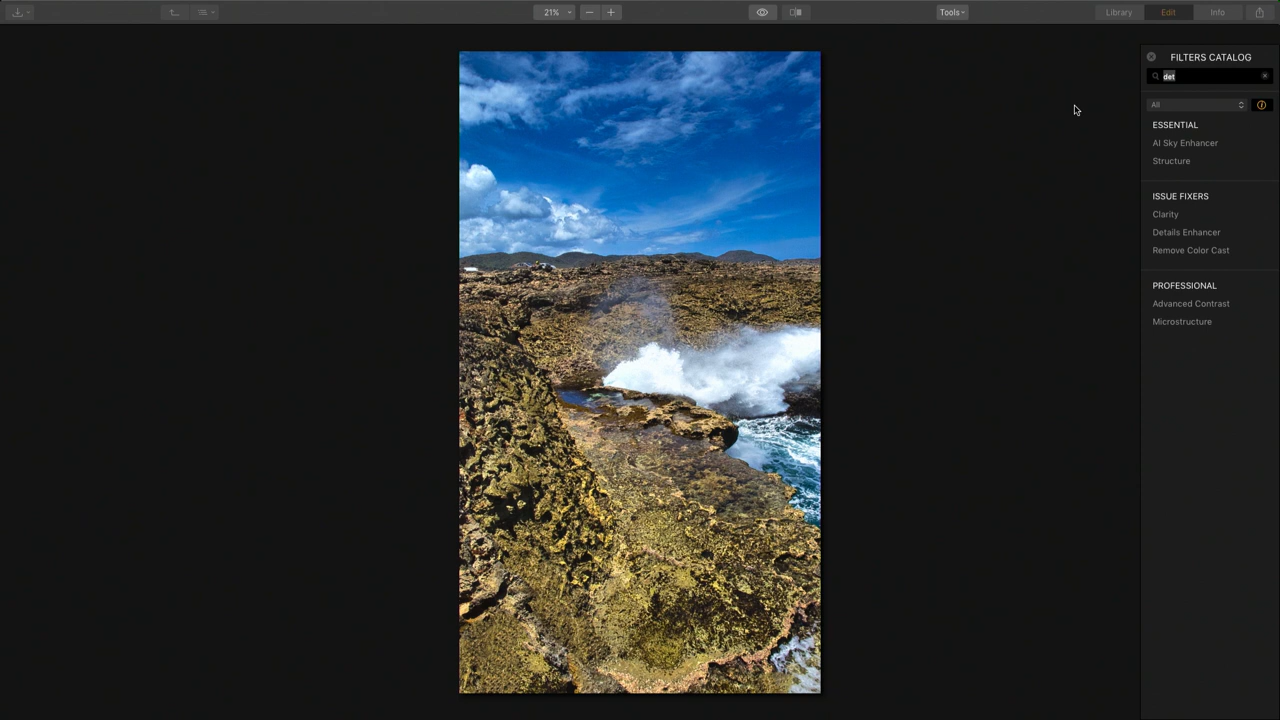 21%
Tools
Library
Edit
Info
FILTERS CATALOG
det
All
ESSENTIAL
AI Sky Enhancer
Structure
ISSUE FIXERS
Clarity
Details Enhancer
Remove Color Cast
PROFESSIONAL
Advanced Contrast
Microstructure